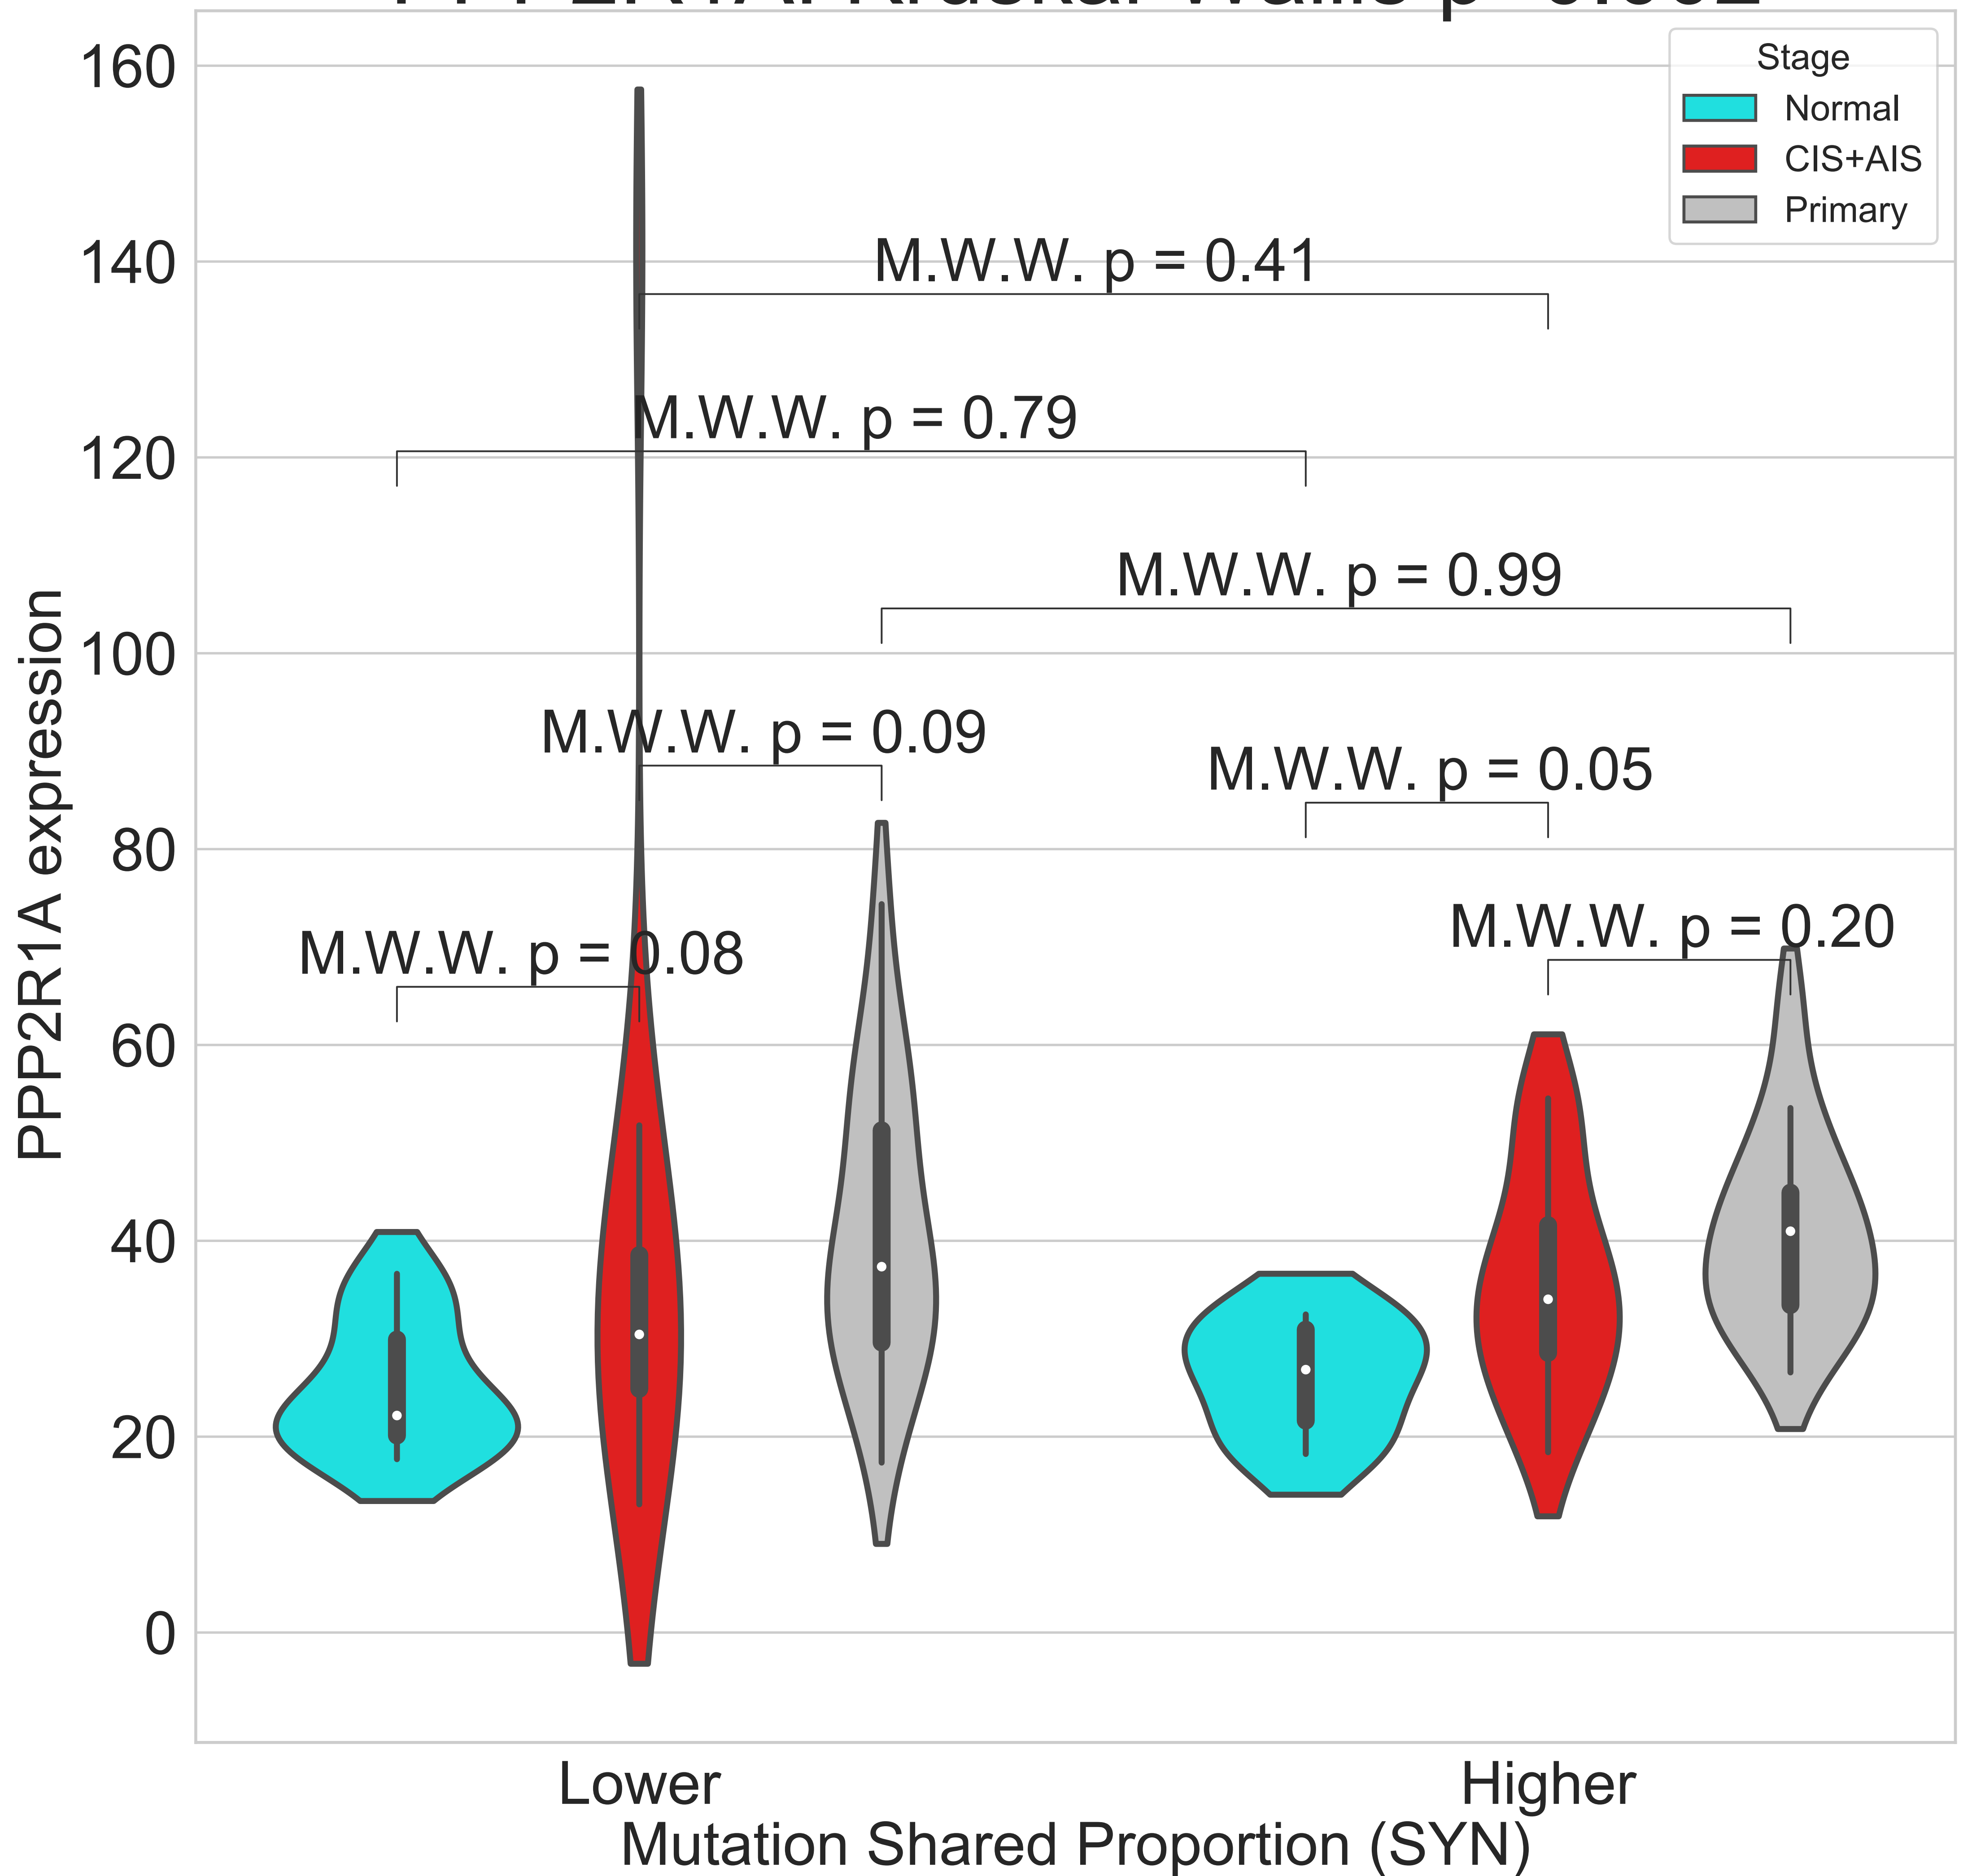 160
140
120
100
80
60
40
20
0
PPP2R1A expression
Stage
Normal
CIS+AIS
Primary
M.W.W. p = 0.41
M.W.W. p = 0.79
M.W.W. p = 0.99
M.W.W. p = 0.09
M.W.W. p = 0.05
M.W.W. p = 0.08
M.W.W. p = 0.20
Lower
Higher
Mutation Shared Proportion (SYN)